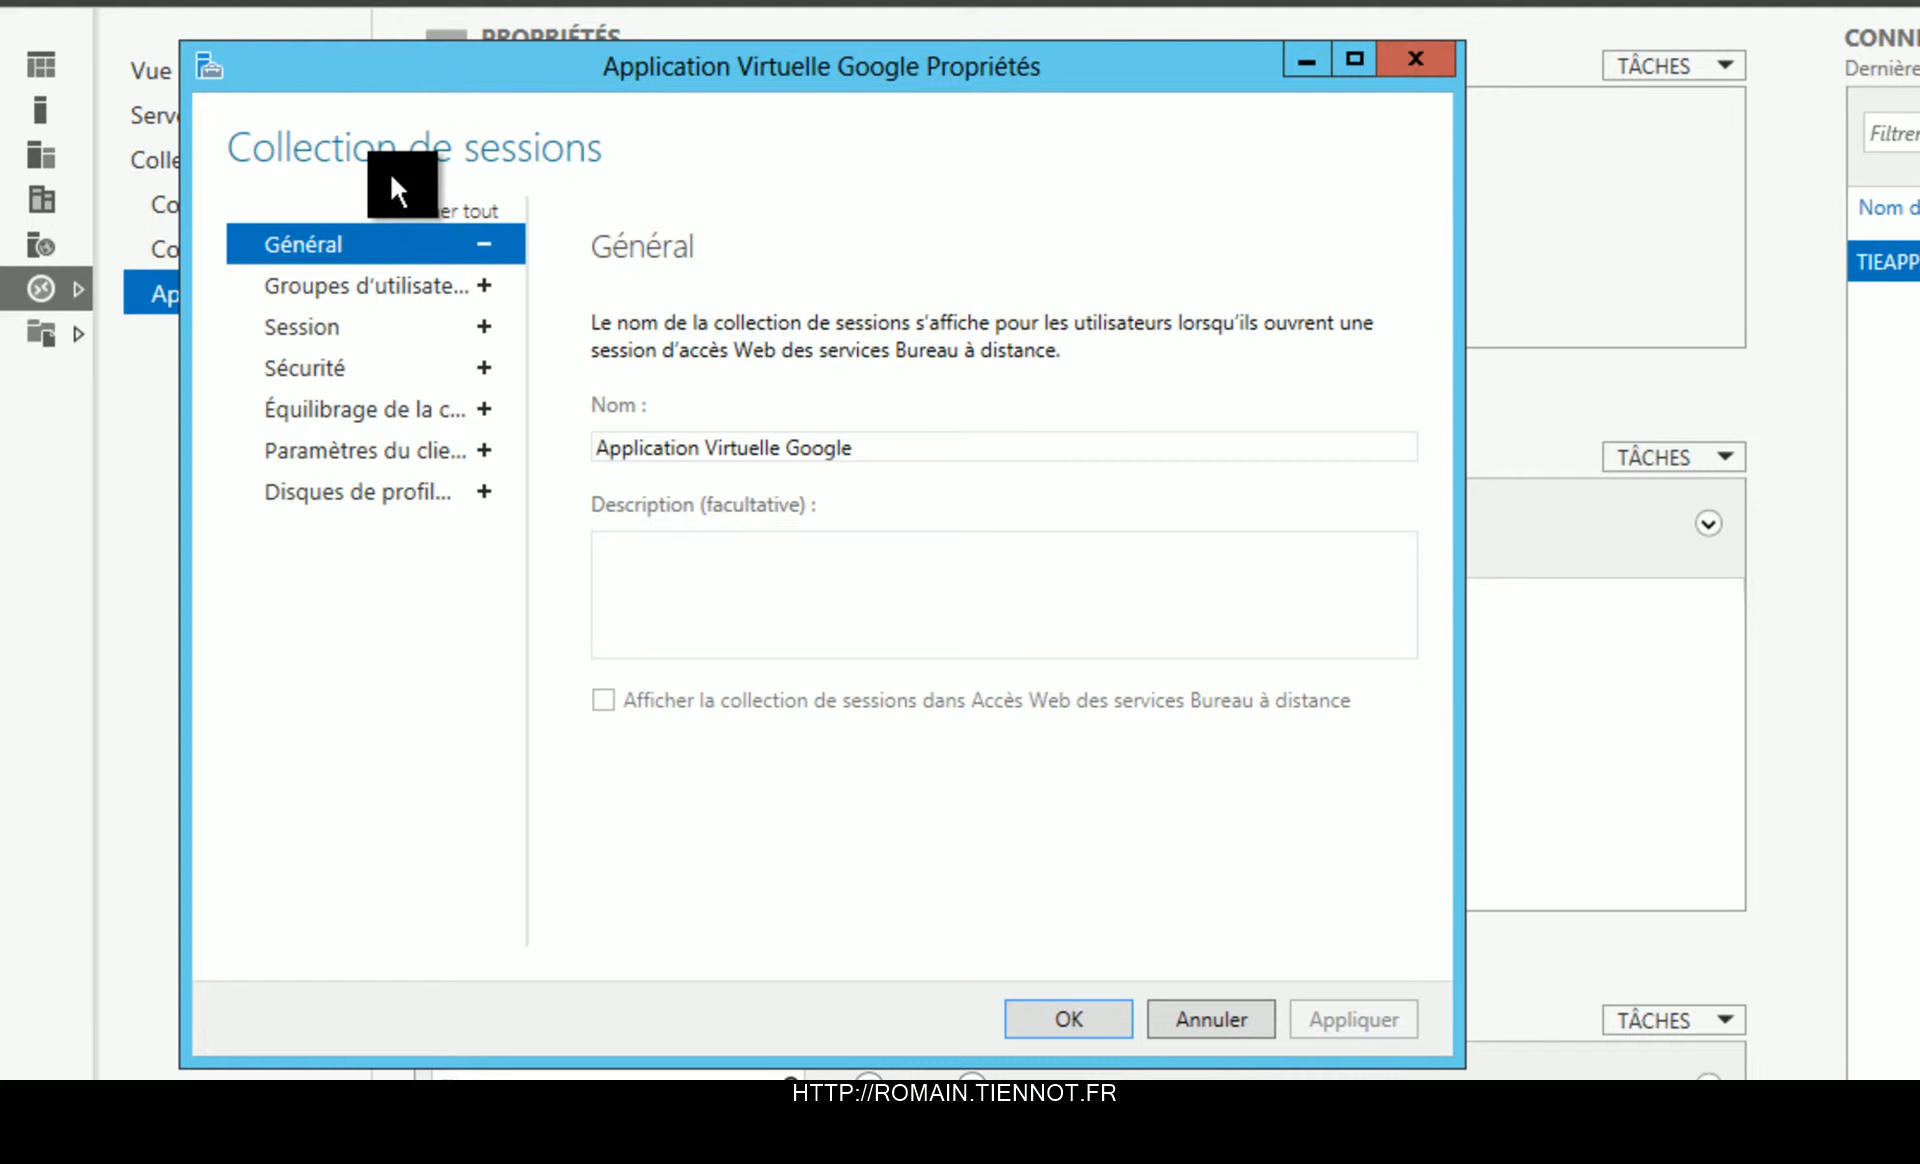 PROPRIÉTÉS
CONN
Vue
TÂCHES
Dernière
Serve
Colle
Co
Co
Ap
Filtrer
Nom d
TIEAPP
Application Virtuelle Google Propriétés
Collection de sessions
er tout
Général
Groupes d'utilisate...
Session
Sécurité
Équilibrage de la c...
Paramètres du clie...
Disques de profil...
Général
Le nom de la collection de sessions s'affiche pour les utilisateurs lorsqu'ils ouvrent une
session d'accès Web des services Bureau à distance.
Nom :
Application Virtuelle Google
Description (facultative) :
Afficher la collection de sessions dans Accès Web des services Bureau à distance
OK
Annuler
Appliquer
TÂCHES
TÂCHES
HTTP://ROMAIN.TIENNOT.FR